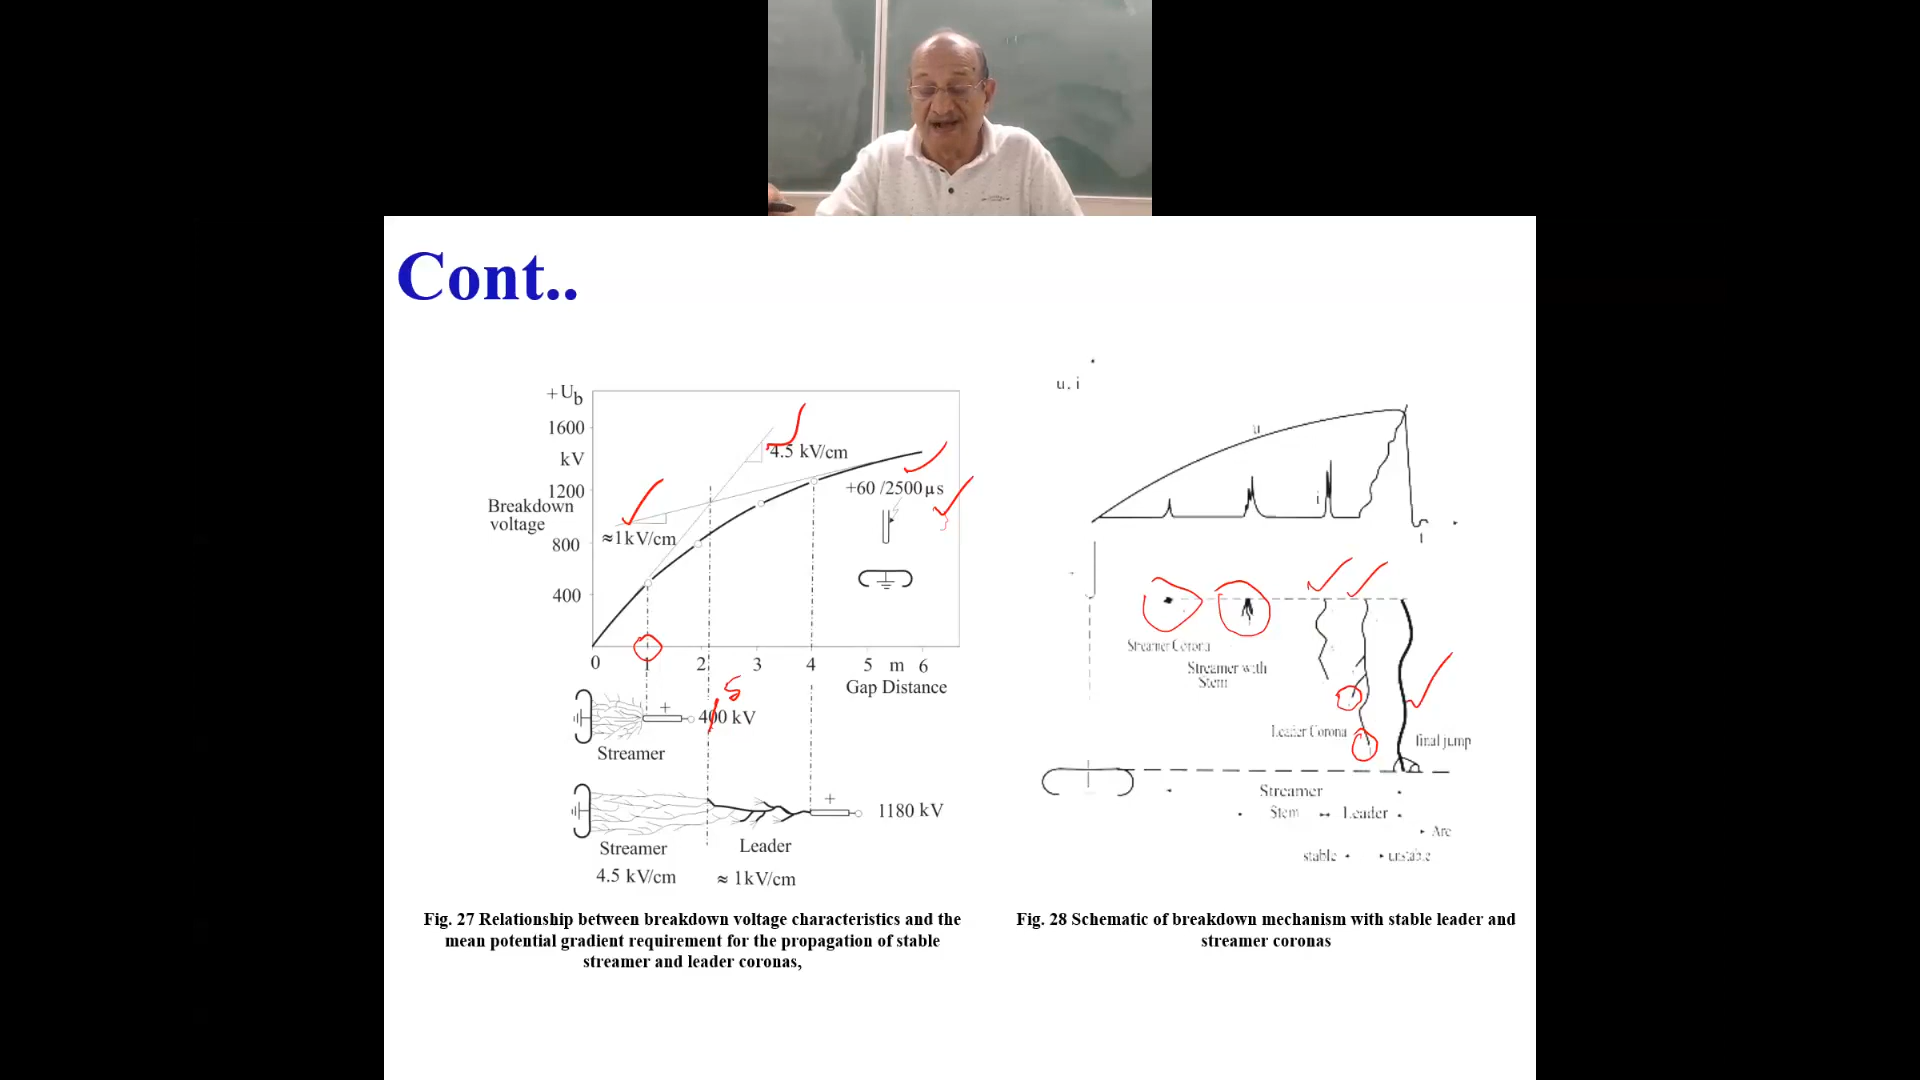 Cont..
+U_b
1600
kV
4.5 kV/cm
1200
+60 /2500 µs
Breakdown
voltage
≈1kV/cm
800
400
0 1 2 3 4 5 m 6
Gap Distance
5
+
400 kV
Streamer
+
1180 kV
Streamer
Leader
4.5 kV/cm
≈ 1kV/cm
Fig. 27 Relationship between breakdown voltage characteristics and the
mean potential gradient requirement for the propagation of stable
streamer and leader coronas,
u, i
u
i
Streamer Corona
Streamer with
Stem
Leader Corona
final jump
Streamer
Stem
Leader
Arc
stable
unstable
Fig. 28 Schematic of breakdown mechanism with stable leader and
streamer coronas